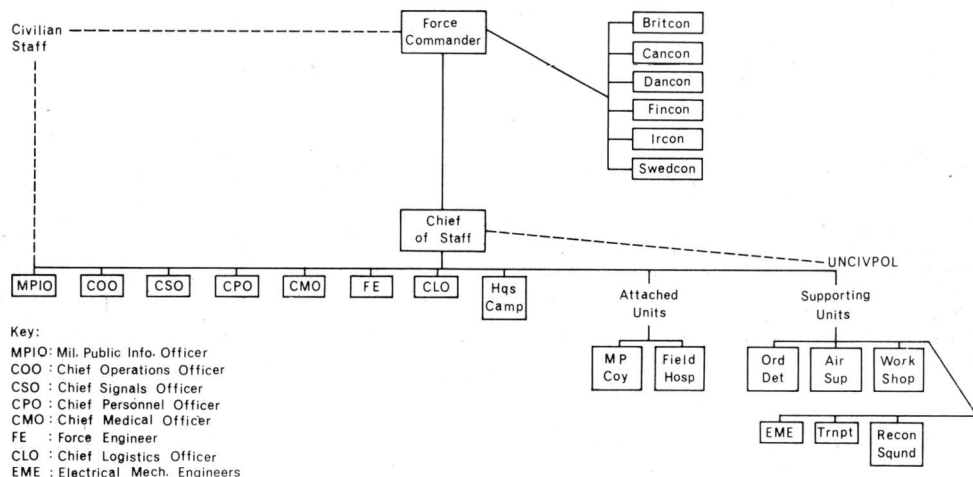 Civilian
Staff
Force
Commander
Britcon
Cancon
Dancon
Fincon
Ircon
Swedcon
Chief
of Staff
UNCIVPOL
MPIO
COO
CSO
CPO
CMO
FE
CLO
Hqs
Camp
Attached
Units
Supporting
Units
MP
Coy
Field
Hosp
Ord
Det
Air
Sup
Work
Shop
EME
Trnpt
Recon
Sqund
Key:
MPIO: Mil. Public Info. Officer
COO : Chief Operations Officer
CSO : Chief Signals Officer
CPO : Chief Personnel Officer
CMO : Chief Medical Officer
FE : Force Engineer
CLO : Chief Logistics Officer
EME : Electrical Mech. Engineers